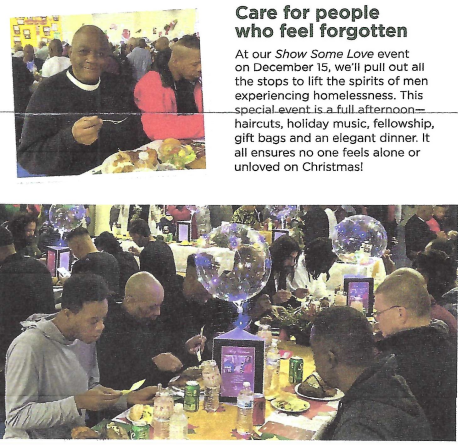 Care for people
who feel forgotten
At our Show Some Love event
on December 15, we'll pull out all
the stops to lift the spirits of men
experiencing homelessness. This
special event is a full afternoon—
haircuts, holiday music, fellowship,
gift bags and an elegant dinner. It
all ensures no one feels alone or
unloved on Christmas!